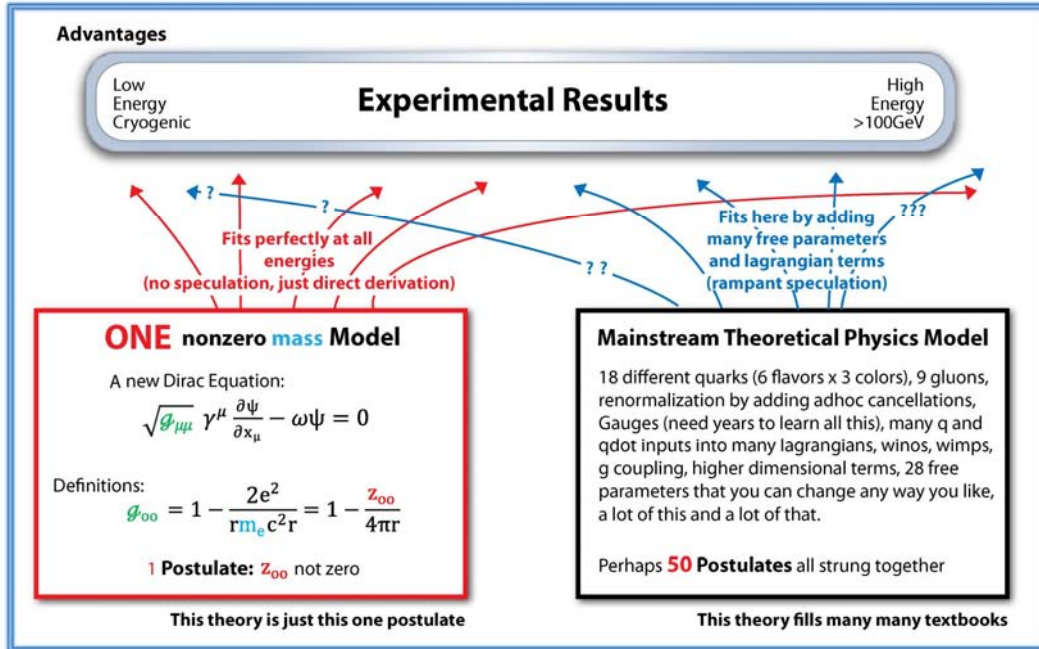 Advantages
Low
Energy
Cryogenic
Experimental Results
High
Energy
>100GeV
?
?
? ?
???
Fits perfectly at all
energies
(no speculation, just direct derivation)
Fits here by adding
many free parameters
and lagrangian terms
(rampant speculation)
ONE nonzero mass Model
A new Dirac Equation:
√g_μμ γ^μ ∂ψ/∂x_μ − ωψ = 0
Definitions:
g_oo = 1 − 2e²/(rm_ec²r) = 1 − z_oo/(4πr)
1 Postulate: z_oo not zero
This theory is just this one postulate
Mainstream Theoretical Physics Model
18 different quarks (6 flavors x 3 colors), 9 gluons,
renormalization by adding adhoc cancellations,
Gauges (need years to learn all this), many q and
qdot inputs into many lagrangians, winos, wimps,
g coupling, higher dimensional terms, 28 free
parameters that you can change any way you like,
a lot of this and a lot of that.
Perhaps 50 Postulates all strung together
This theory fills many many textbooks